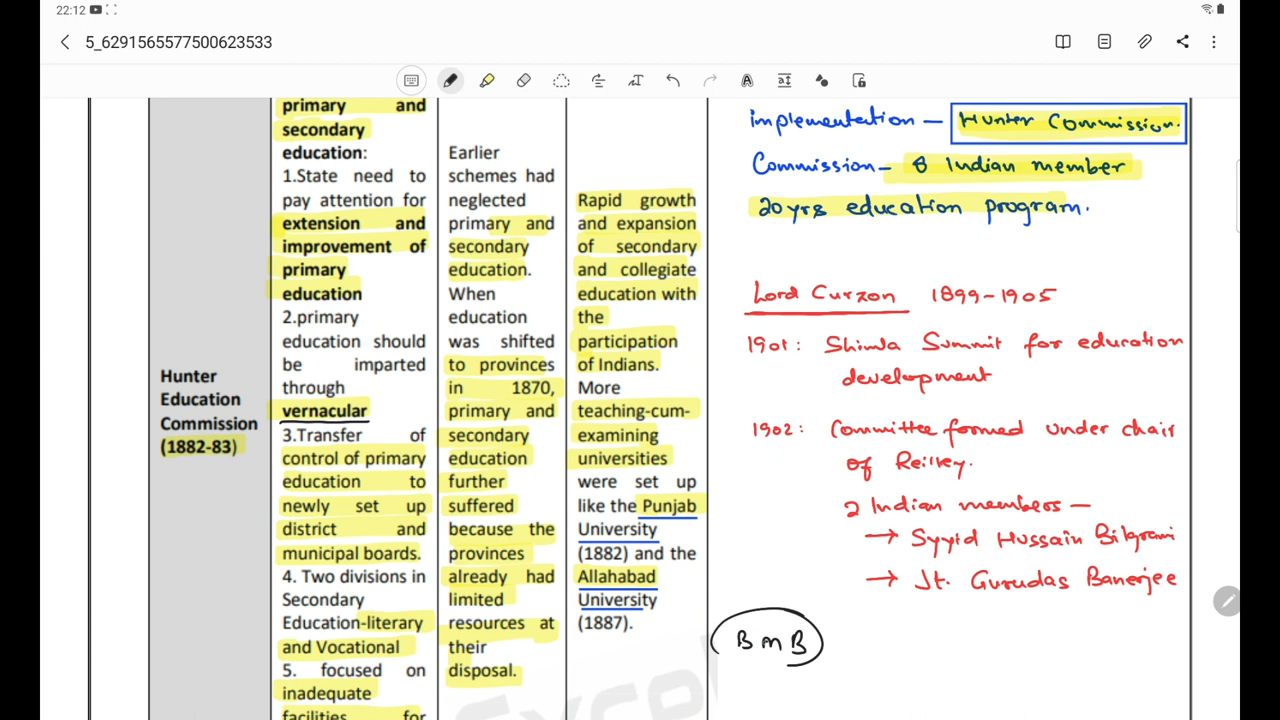 22:12
5_6291565577500623533
primary and
secondary
education:
1.State need to
pay attention for
extension and
improvement of
primary
education
2.primary
education should
be imparted
through
vernacular
3.Transfer of
control of primary
education to
newly set up
district and
municipal boards.
4. Two divisions in
Secondary
Education-literary
and Vocational
5. focused on
inadequate
facilities for
Hunter
Education
Commission
(1882-83)
Earlier
schemes had
neglected
primary and
secondary
education.
When
education
was shifted
to provinces
in 1870,
primary and
secondary
education
further
suffered
because the
provinces
already had
limited
resources at
their
disposal.
Rapid growth
and expansion
of secondary
and collegiate
education with
the
participation
of Indians.
More
teaching-cum-
examining
universities
were set up
like the Punjab
University
(1882) and the
Allahabad
University
(1887).
implementation – Hunter Commission.
Commission – 8 Indian member
20yrs education program.
Lord Curzon 1899-1905
1901: Shimla Summit for education
development
1902: Committee formed under chair
of Reilvey.
2 Indian members –
→ Syyid Hussain Bilgrami
→ Jt. Gurudas Banerjee
B M B